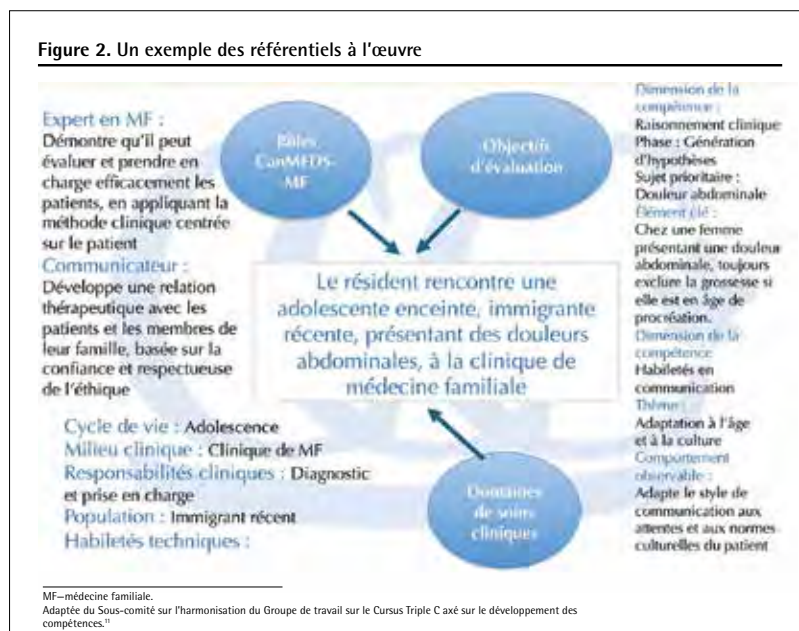 Figure 2. Un exemple des référentiels à l'œuvre
Expert en MF :
Démontre qu'il peut
évaluer et prendre en
charge efficacement les
patients, en appliquant la
méthode clinique centrée
sur le patient
Communicateur :
Développe une relation
thérapeutique avec les
patients et les membres de
leur famille, basée sur la
confiance et respectueuse
de l'éthique
Rôles
CanMEDS-
MF
Objectifs
d'évaluation
Dimension de la
compétence :
Raisonnement clinique
Phase : Génération
d'hypothèses
Sujet prioritaire :
Douleur abdominale
Élément clé :
Chez une femme
présentant une douleur
abdominale, toujours
exclure la grossesse si
elle est en âge de
procréation.
Dimension de la
compétence
Habiletés en
communication
Thème :
Adaptation à l'âge
et à la culture
Comportement
observable :
Adapte le style de
communication aux
attentes et aux normes
culturelles du patient
Le résident rencontre une
adolescente enceinte, immigrante
récente, présentant des douleurs
abdominales, à la clinique de
médecine familiale
Cycle de vie : Adolescence
Milieu clinique : Clinique de MF
Responsabilités cliniques : Diagnostic
et prise en charge
Population : Immigrant récent
Habiletés techniques :
Domaines
de soins
cliniques
MF—médecine familiale.
Adaptée du Sous-comité sur l'harmonisation du Groupe de travail sur le Cursus Triple C axé sur le développement des
compétences.¹¹